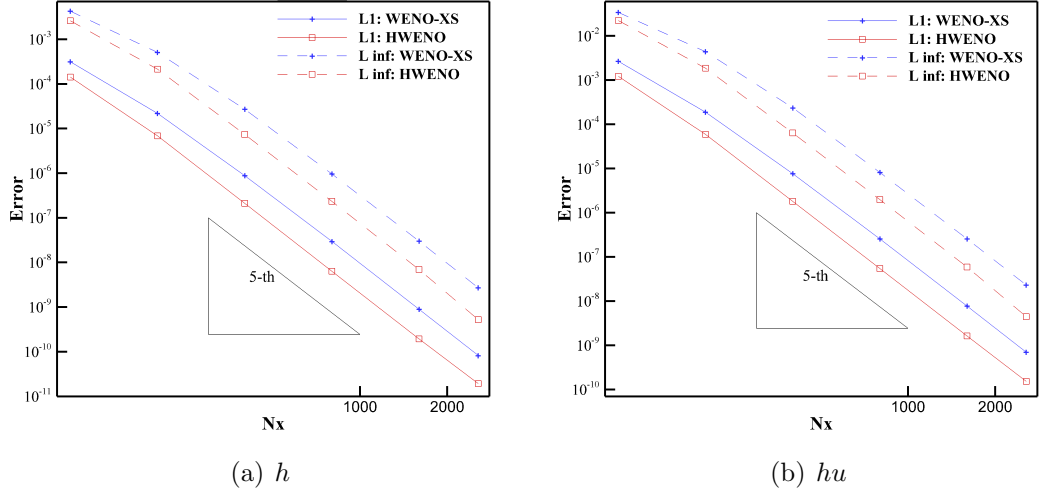 L1: WENO-XS
L1: HWENO
L inf: WENO-XS
L inf: HWENO
10-3
10-4
10-5
10-6
10-7
10-8
10-9
10-10
10-11
Error
5-th
1000 2000
Nx
(a) h
L1: WENO-XS
L1: HWENO
L inf: WENO-XS
L inf: HWENO
10-2
10-3
10-4
10-5
10-6
10-7
10-8
10-9
10-10
Error
5-th
1000 2000
Nx
(b) hu